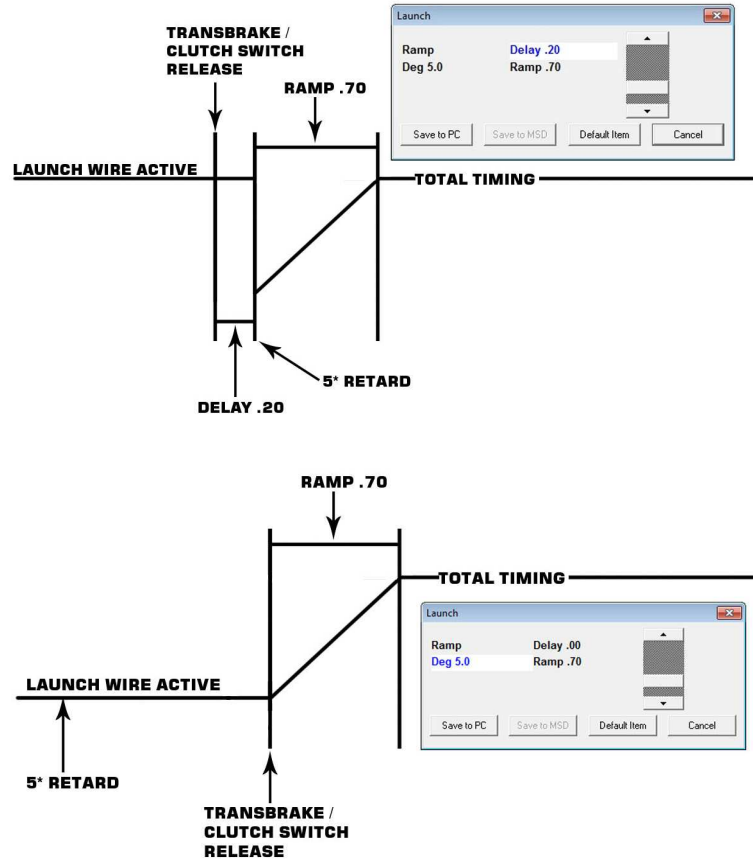 TRANSBRAKE /
CLUTCH SWITCH
RELEASE
RAMP .70
Launch
Ramp
Delay .20
Deg 5.0
Ramp .70
Save to PC
Save to MSD
Default Item
Cancel
LAUNCH WIRE ACTIVE
TOTAL TIMING
5* RETARD
DELAY .20
RAMP .70
TOTAL TIMING
Launch
Ramp
Delay .00
Deg 5.0
Ramp .70
Save to PC
Save to MSD
Default Item
Cancel
LAUNCH WIRE ACTIVE
5* RETARD
TRANSBRAKE /
CLUTCH SWITCH
RELEASE